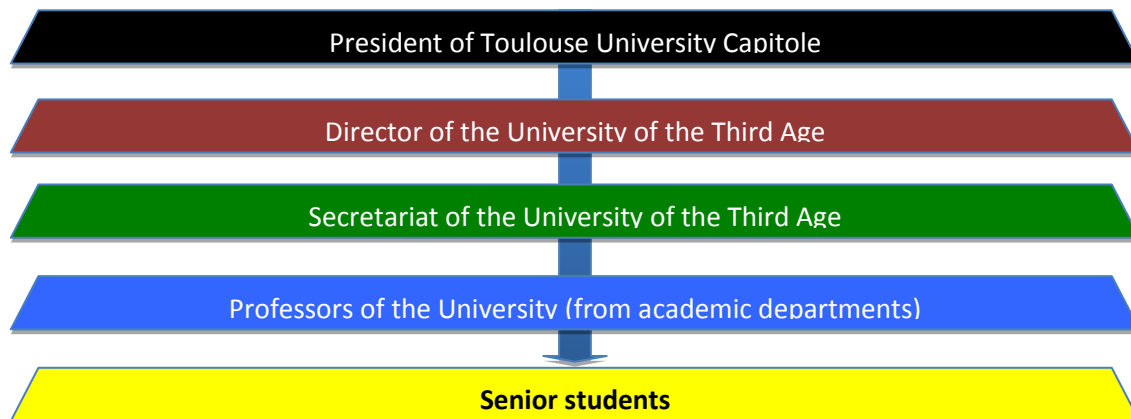 President of Toulouse University Capitole
Director of the University of the Third Age
Secretariat of the University of the Third Age
Professors of the University (from academic departments)
Senior students